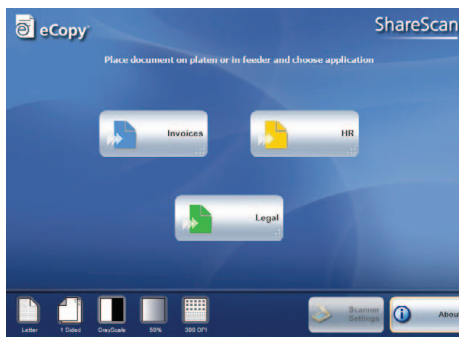 eCopy
ShareScan
Place document on platen or in feeder and choose application
Invoices
HR
Legal
Letter
1 Sided
GrayScale
50%
300 DPI
Scanner
Settings
About